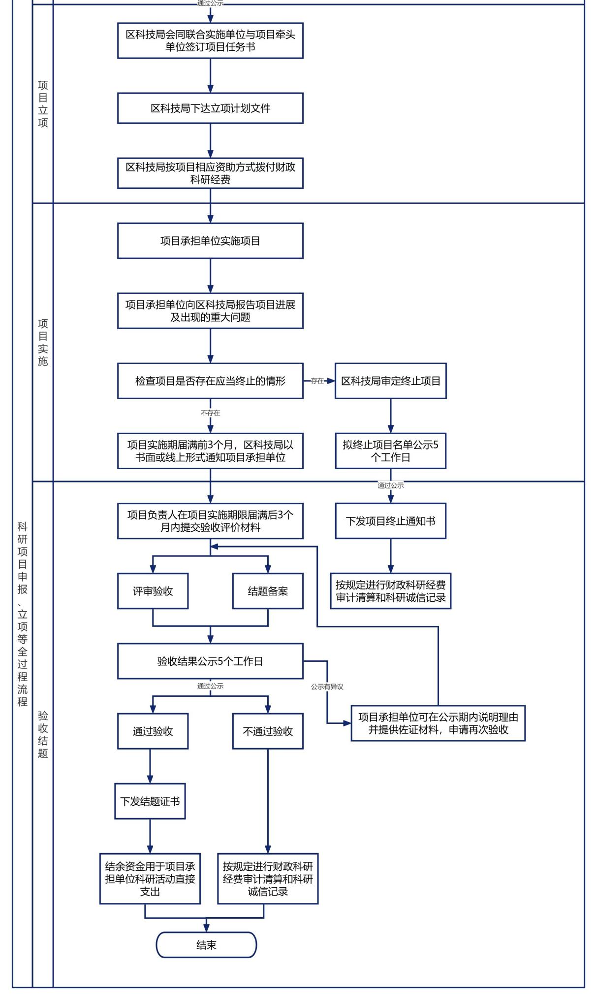 通过公示
区科技局会同联合实施单位与项目牵头
单位签订项目任务书
区科技局下达立项计划文件
区科技局按项目相应资助方式拨付财政
科研经费
项目立项
项目承担单位实施项目
项目承担单位向区科技局报告项目进展
及出现的重大问题
检查项目是否存在应当终止的情形
存在
区科技局审定终止项目
不存在
项目实施期届满前3个月，区科技局以
书面或线上形式通知项目承担单位
拟终止项目名单公示5
个工作日
项目实施
通过公示
项目负责人在项目实施期限届满后3个
月内提交验收评价材料
下发项目终止通知书
评审验收
结题备案
按规定进行财政科研经费
审计清算和科研诚信记录
验收结果公示5个工作日
通过公示
公示有异议
通过验收
不通过验收
项目承担单位可在公示期内说明理由
并提供佐证材料，申请再次验收
下发结题证书
结余资金用于项目承
担单位科研活动直接
支出
按规定进行财政科研
经费审计清算和科研
诚信记录
结束
验收结题
科研项目申报、立项等全过程流程